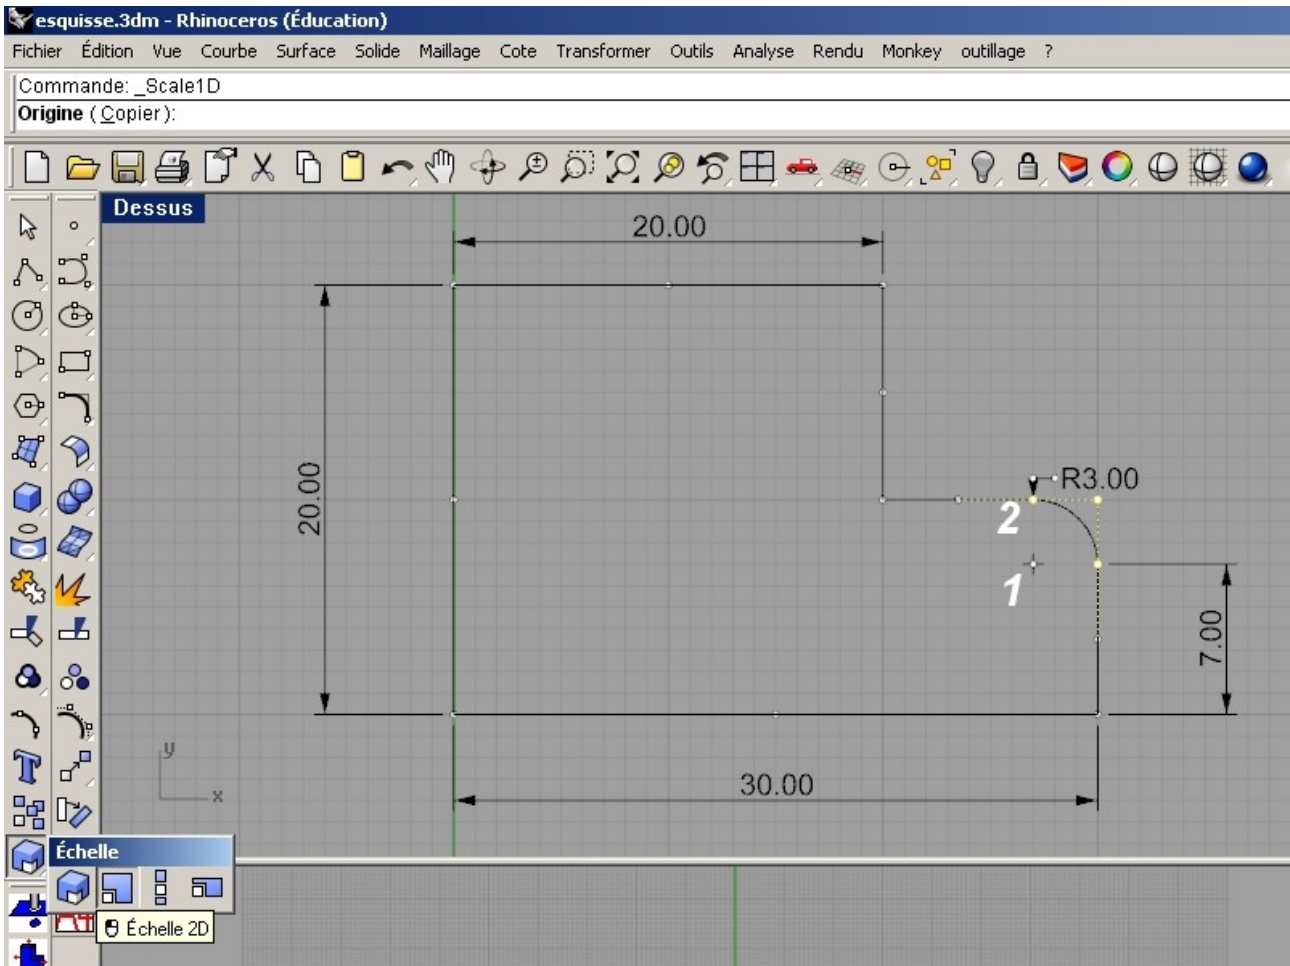 esquisse.3dm - Rhinoceros (Éducation)
Fichier Édition Vue Courbe Surface Solide Maillage Cote Transformer Outils Analyse Rendu Monkey outillage ?
Commande: _Scale1D
Origine ( Copier ):
Dessus
20.00
R3.00
20.00
2
1
7.00
y
x
30.00
Échelle
Échelle 2D